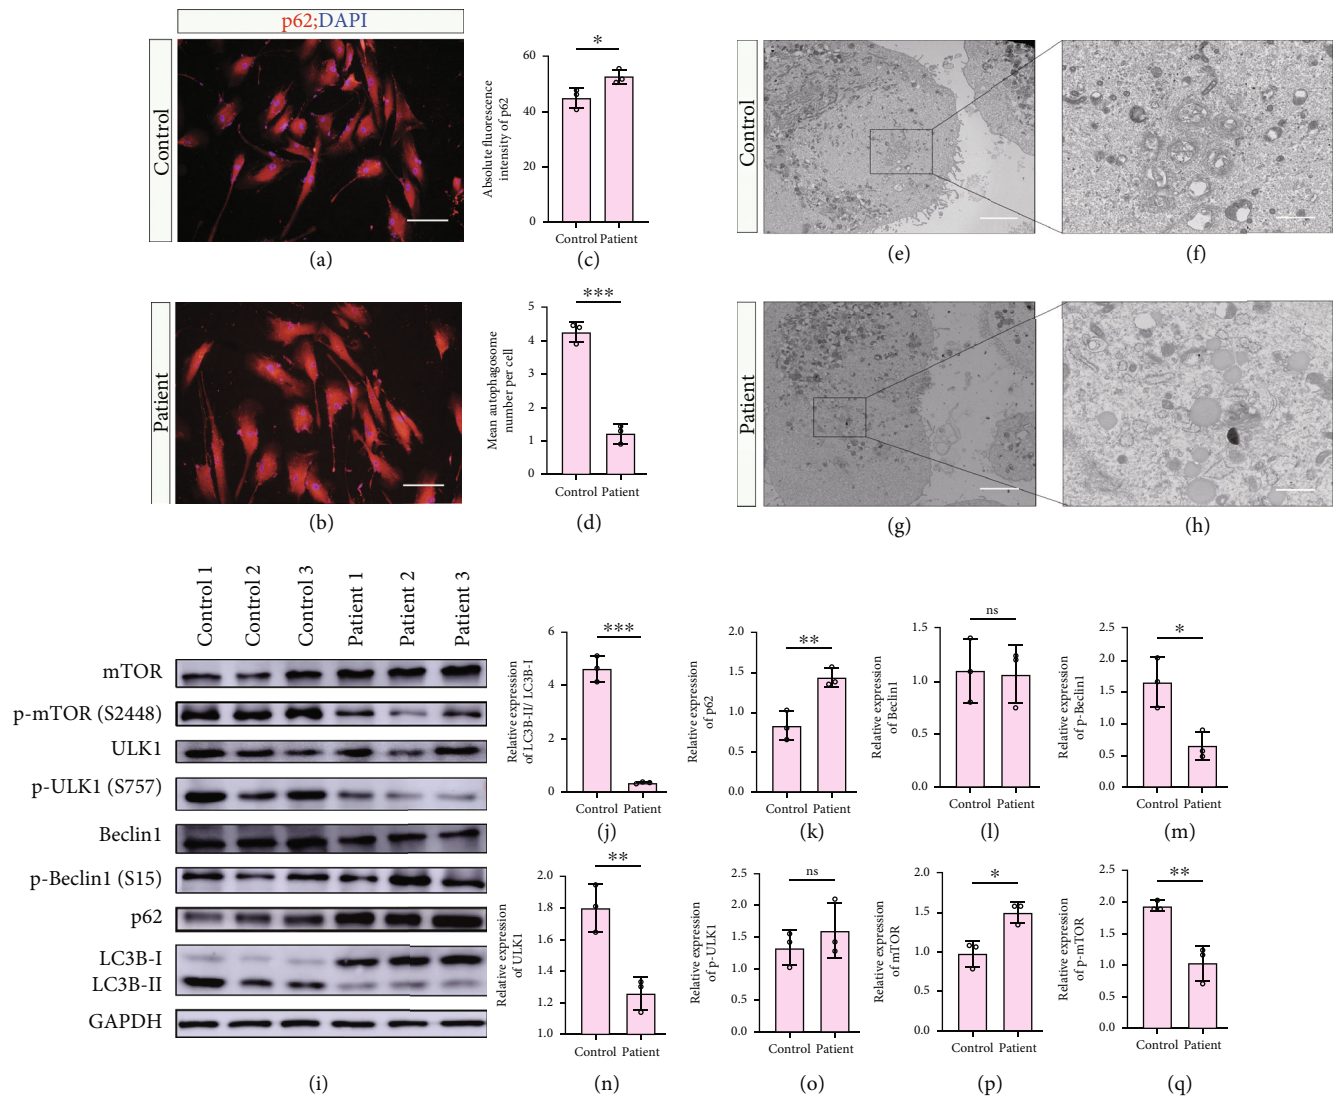 p62;DAPI
Control
(a)
Absolute fluorescence
intensity of p62
60
40
20
0
*
Control Patient
(c)
Control
(e)
(f)
Patient
(b)
Mean autophagosome
number per cell
5
4
3
2
1
0
***
Control Patient
(d)
Patient
(g)
(h)
Control 1
Control 2
Control 3
Patient 1
Patient 2
Patient 3
mTOR
p-mTOR (S2448)
ULK1
p-ULK1 (S757)
Beclin1
p-Beclin1 (S15)
p62
LC3B-I
LC3B-II
GAPDH
(i)
Relative expression
of LC3B-II/ LC3B-I
6
4
2
0
***
Control Patient
(j)
Relative expression
of p62
2.0
1.5
1.0
0.5
0.0
**
Control Patient
(k)
Relative expression
of Beclin1
1.5
1.0
0.5
0.0
ns
Control Patient
(l)
Relative expression
of p-Beclin1
2.5
2.0
1.5
1.0
0.5
0.0
*
Control Patient
(m)
Relative expression
of ULK1
2.0
1.8
1.6
1.4
1.2
1.0
**
Control Patient
(n)
Relative expression
of p-ULK1
2.5
2.0
1.5
1.0
0.5
0.0
ns
Control Patient
(o)
Relative expression
of mTOR
2.0
1.5
1.0
0.5
0.0
*
Control Patient
(p)
Relative expression
of p-mTOR
2.5
2.0
1.5
1.0
0.5
0.0
**
Control Patient
(q)